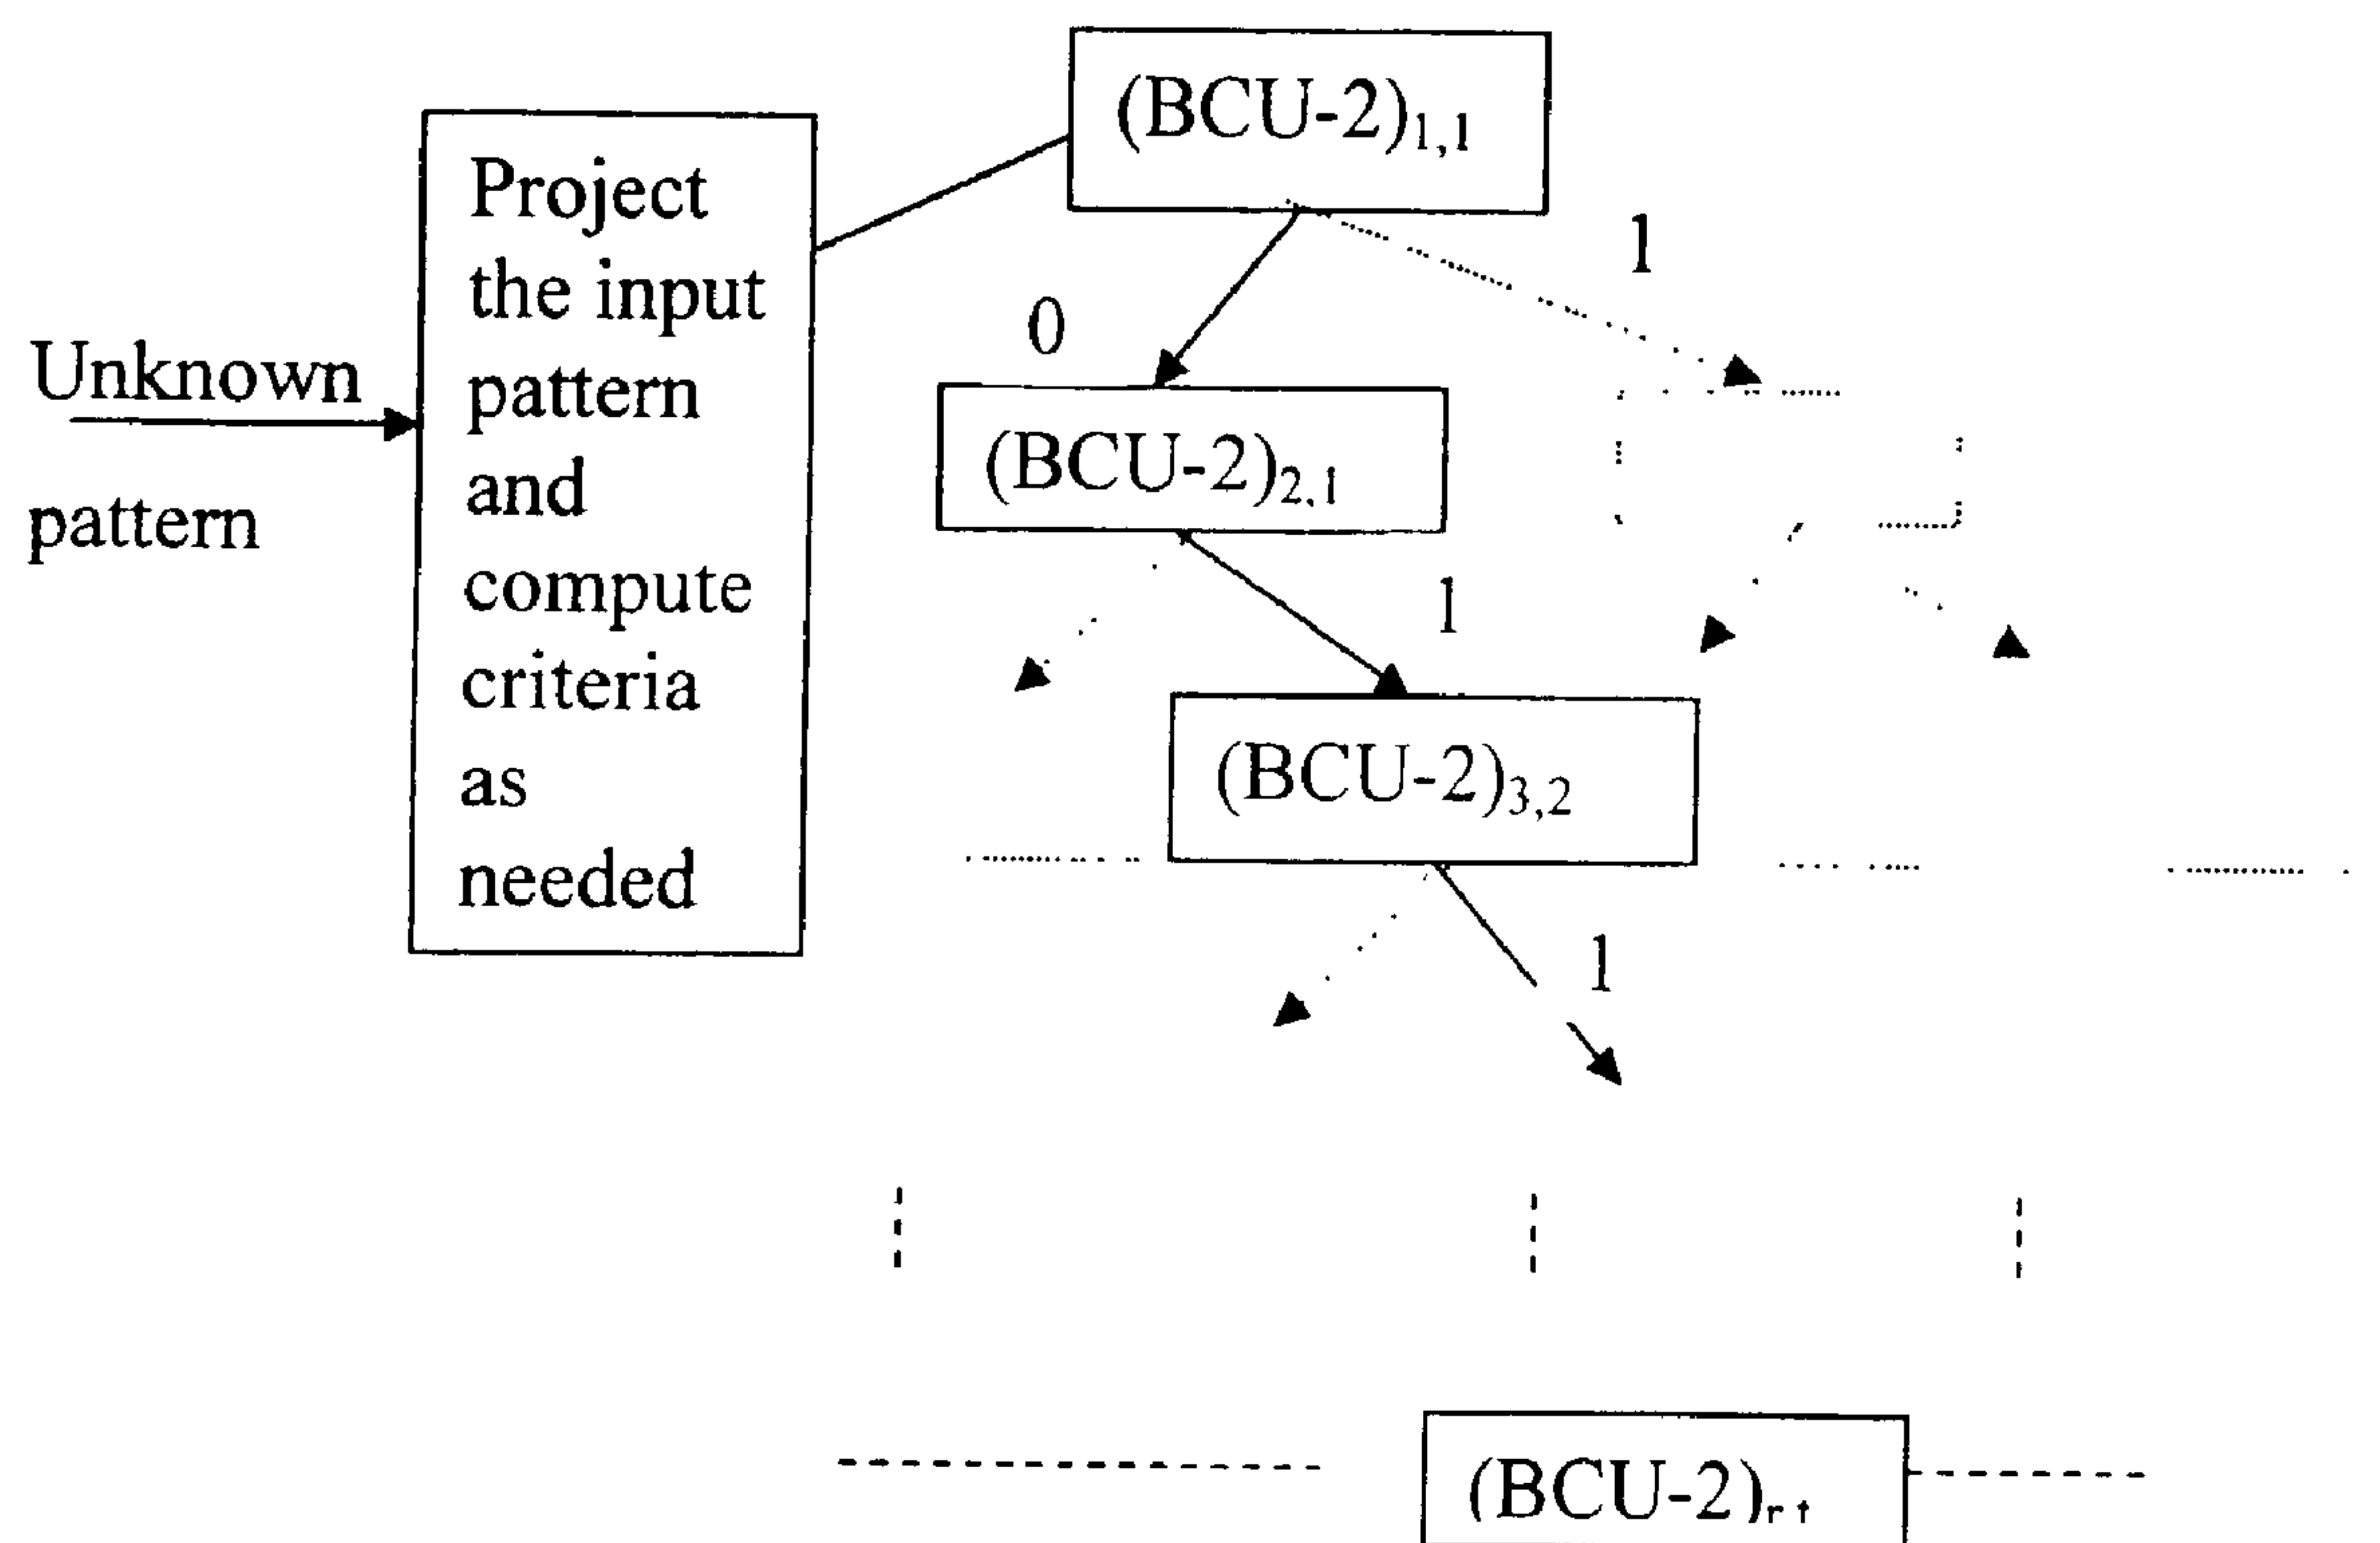 (BCU-2)1,1
Project
the input
pattern
and
compute
criteria
as
needed
Unknown
pattern
1
0
(BCU-2)2,1
1
(BCU-2)3,2
1
(BCU-2)r t